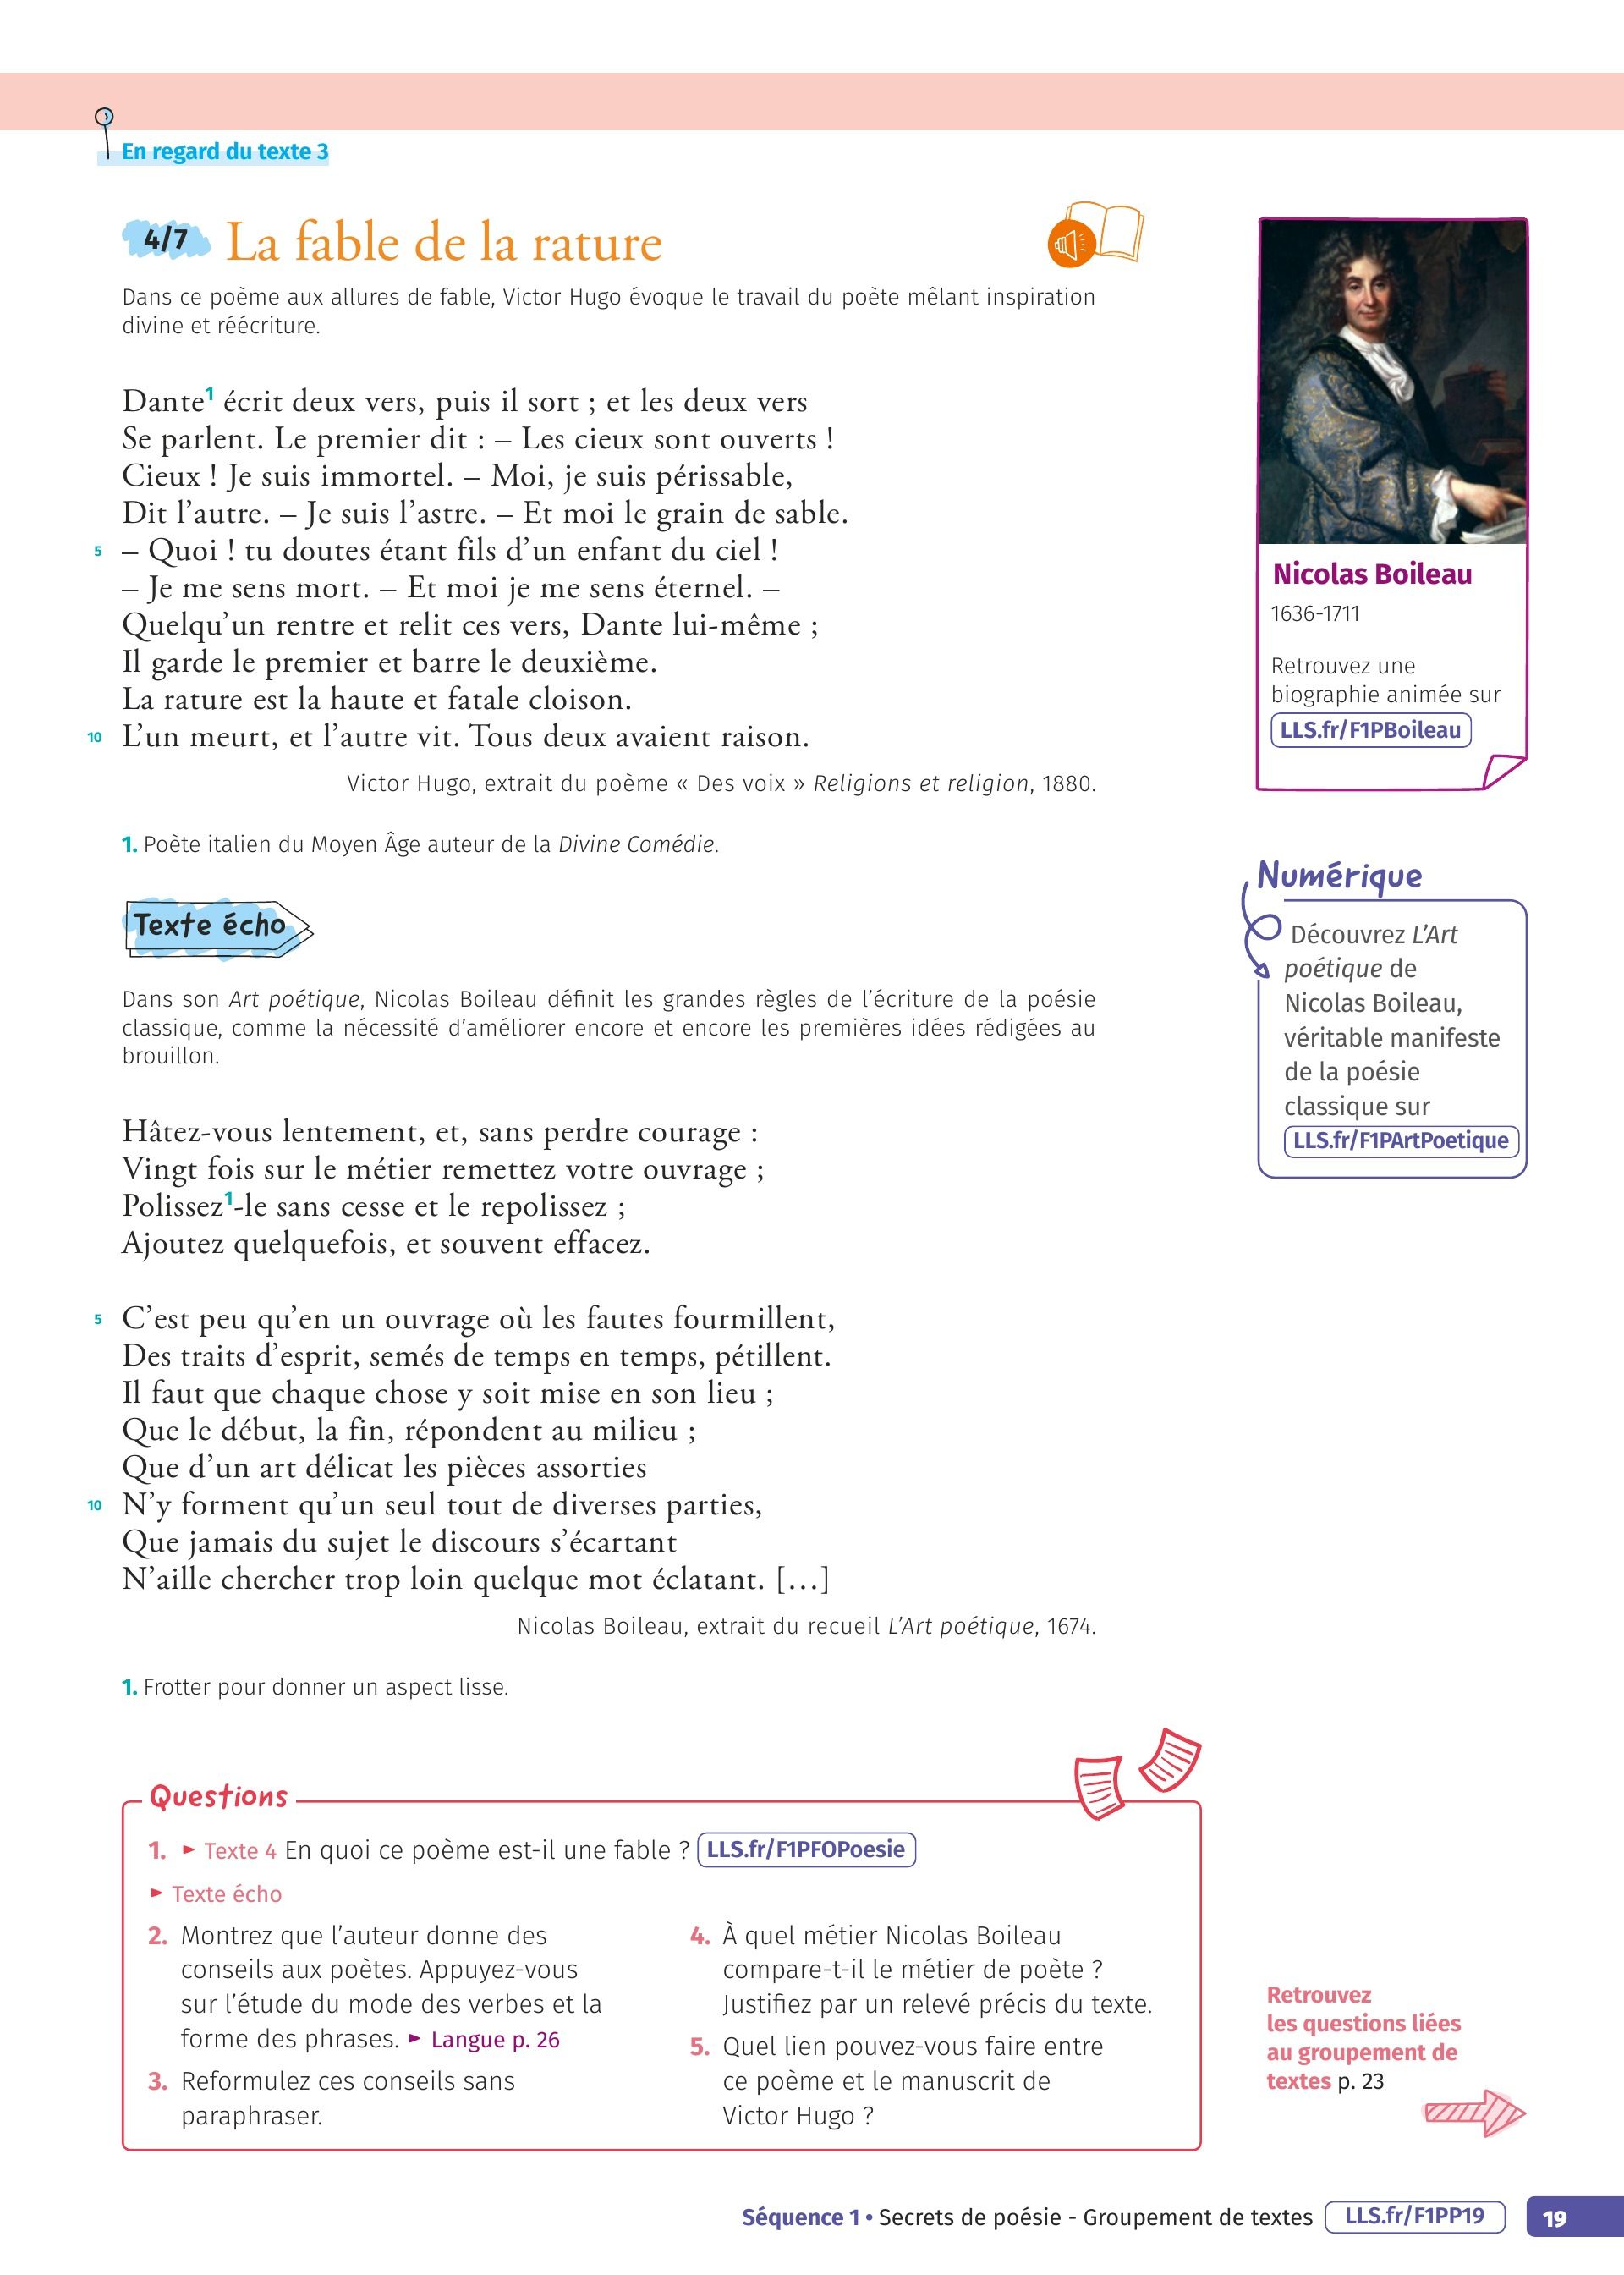 En regard du texte 3
4/7 La fable de la rature
Dans ce poème aux allures de fable, Victor Hugo évoque le travail du poète mêlant inspiration
divine et réécriture.
Dante1 écrit deux vers, puis il sort ; et les deux vers
Se parlent. Le premier dit : – Les cieux sont ouverts !
Cieux ! Je suis immortel. – Moi, je suis périssable,
Dit l’autre. – Je suis l’astre. – Et moi le grain de sable.
5 – Quoi ! tu doutes étant fils d’un enfant du ciel !
– Je me sens mort. – Et moi je me sens éternel. –
Quelqu’un rentre et relit ces vers, Dante lui-même ;
Il garde le premier et barre le deuxième.
La rature est la haute et fatale cloison.
10 L’un meurt, et l’autre vit. Tous deux avaient raison.
Victor Hugo, extrait du poème « Des voix » Religions et religion, 1880.
1. Poète italien du Moyen Âge auteur de la Divine Comédie.
Nicolas Boileau
1636-1711
Retrouvez une
biographie animée sur
LLS.fr/F1PBoileau
Numérique
Découvrez L’Art
poétique de
Nicolas Boileau,
véritable manifeste
de la poésie
classique sur
LLS.fr/F1PArtPoetique
Texte écho
Dans son Art poétique, Nicolas Boileau définit les grandes règles de l’écriture de la poésie
classique, comme la nécessité d’améliorer encore et encore les premières idées rédigées au
brouillon.
Hâtez-vous lentement, et, sans perdre courage :
Vingt fois sur le métier remettez votre ouvrage ;
Polissez1-le sans cesse et le repolissez ;
Ajoutez quelquefois, et souvent effacez.
5 C’est peu qu’en un ouvrage où les fautes fourmillent,
Des traits d’esprit, semés de temps en temps, pétillent.
Il faut que chaque chose y soit mise en son lieu ;
Que le début, la fin, répondent au milieu ;
Que d’un art délicat les pièces assorties
10 N’y forment qu’un seul tout de diverses parties,
Que jamais du sujet le discours s’écartant
N’aille chercher trop loin quelque mot éclatant. […]
Nicolas Boileau, extrait du recueil L’Art poétique, 1674.
1. Frotter pour donner un aspect lisse.
Questions
1. ► Texte 4 En quoi ce poème est-il une fable ? LLS.fr/F1PFOPoesie
► Texte écho
2. Montrez que l’auteur donne des
conseils aux poètes. Appuyez-vous
sur l’étude du mode des verbes et la
forme des phrases. ► Langue p. 26
3. Reformulez ces conseils sans
paraphraser.
4. À quel métier Nicolas Boileau
compare-t-il le métier de poète ?
Justifiez par un relevé précis du texte.
5. Quel lien pouvez-vous faire entre
ce poème et le manuscrit de
Victor Hugo ?
Retrouvez
les questions liées
au groupement de
textes p. 23
Séquence 1 • Secrets de poésie - Groupement de textes LLS.fr/F1PP19 19